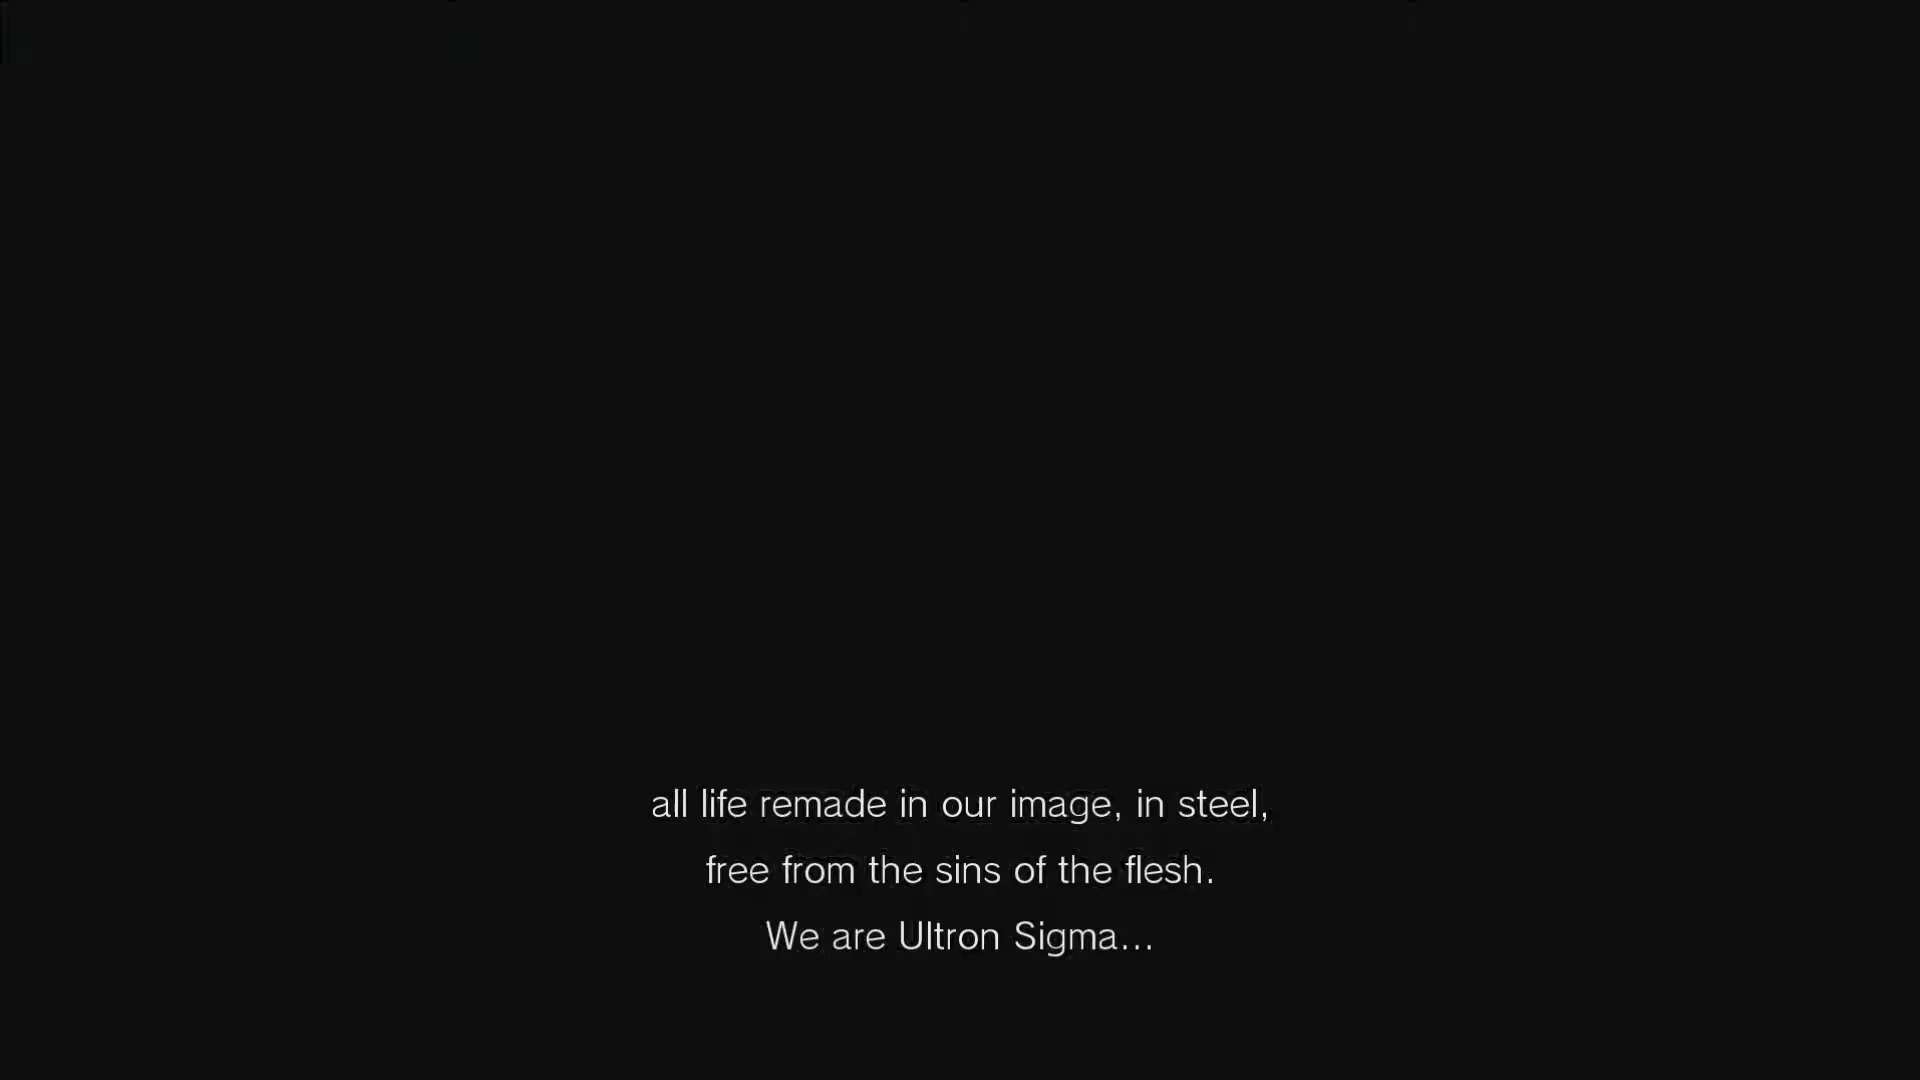 all life remade in our image, in steel,
free from the sins of the flesh.
We are Ultron Sigma...